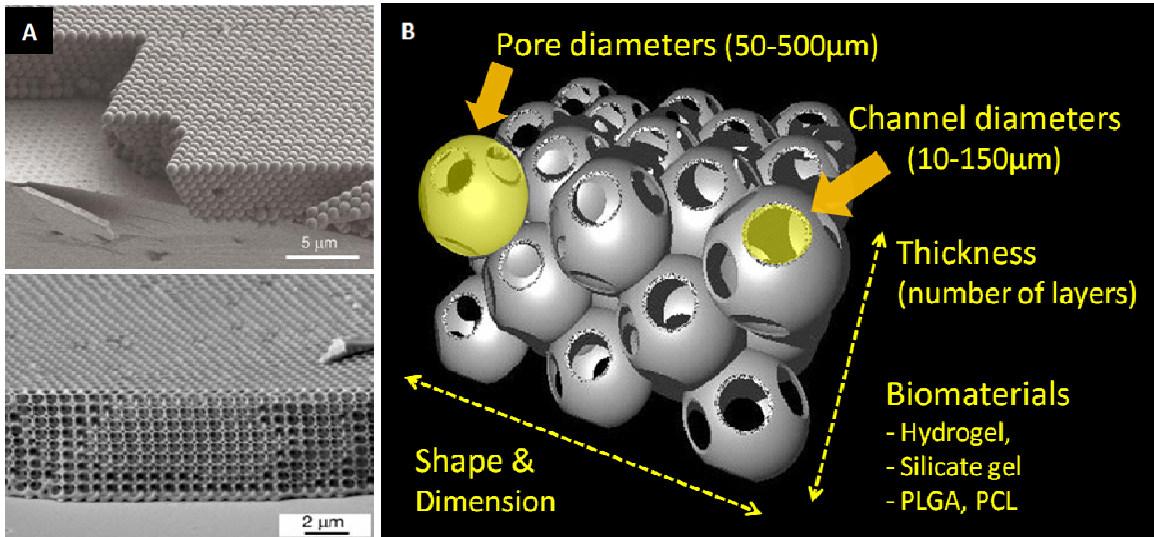 A
5 μm
2 μm
B
Pore diameters (50-500μm)
Channel diameters
(10-150μm)
Thickness
(number of layers)
Biomaterials
- Hydrogel,
- Silicate gel
- PLGA, PCL
Shape &
Dimension